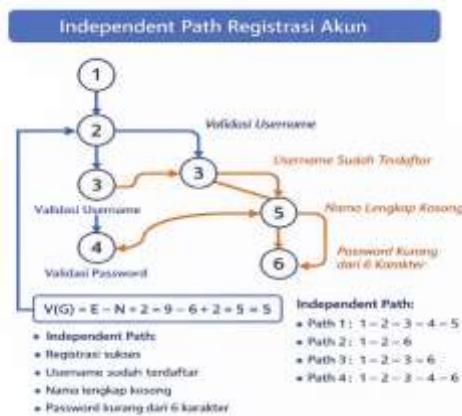 Independent Path Registrasi Akun
1
2
Validasi Username
3
3
Username Sudah Terdaftar
Validasi Username
5
Nama Lengkap Kosong
4
6
Password Kurang
dari 6 Karakter
Validasi Password
V(G) = E − N + 2 = 9 − 6 + 2 = 5 = 5
• Independent Path:
• Registrasi sukses
• Username sudah terdaftar
• Nama lengkap kosong
• Password kurang dari 6 karakter
Independent Path:
• Path 1: 1 − 2 − 3 − 4 − 5
• Path 2: 1 − 2 − 6
• Path 3: 1 − 2 − 3 − 6
• Path 4: 1 − 2 − 3 − 4 − 6